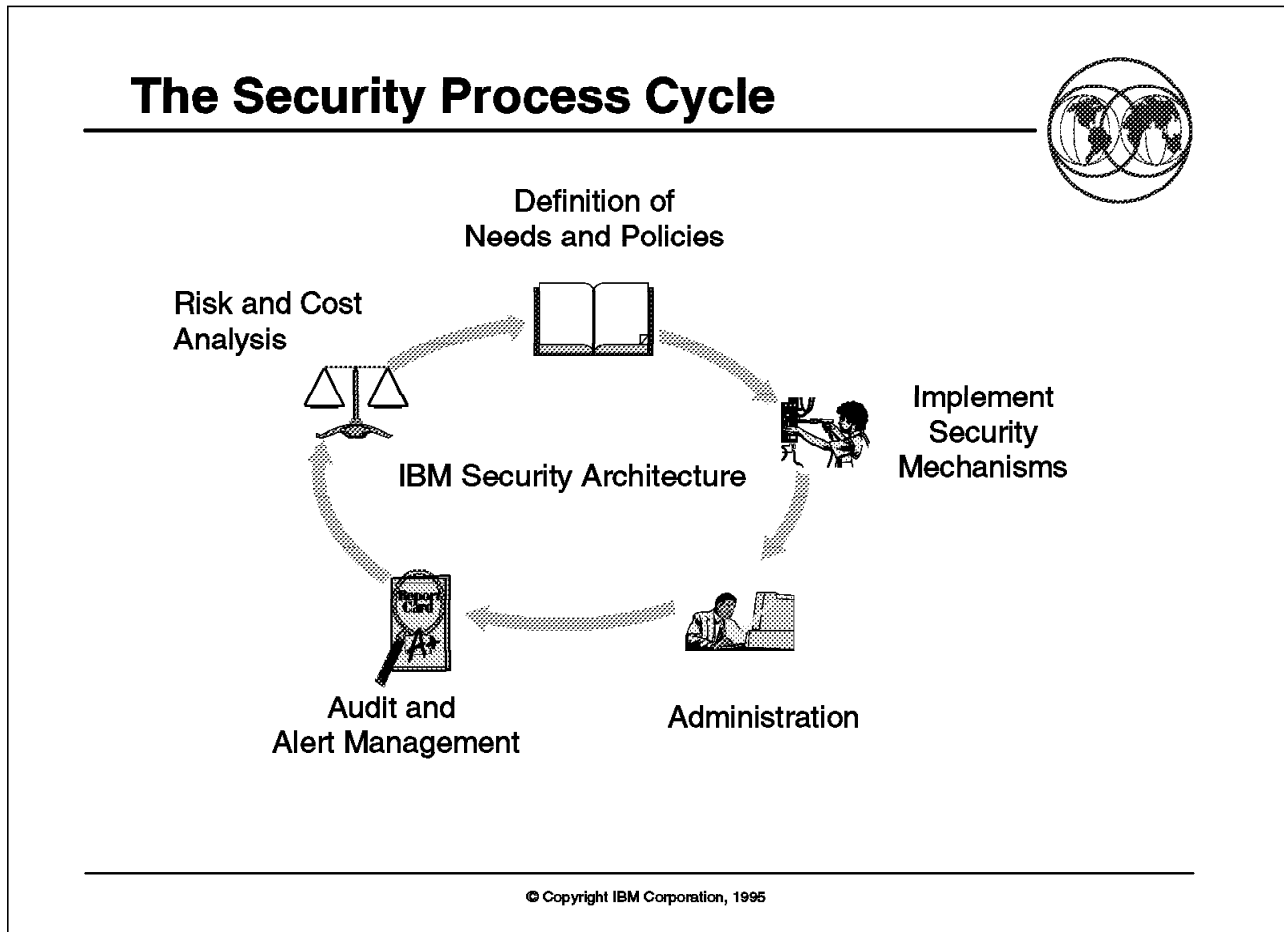 The Security Process Cycle
Definition of
Needs and Policies
Risk and Cost
Analysis
Implement
Security
Mechanisms
IBM Security Architecture
Report
Card
A+
Audit and
Alert Management
Administration
© Copyright IBM Corporation, 1995